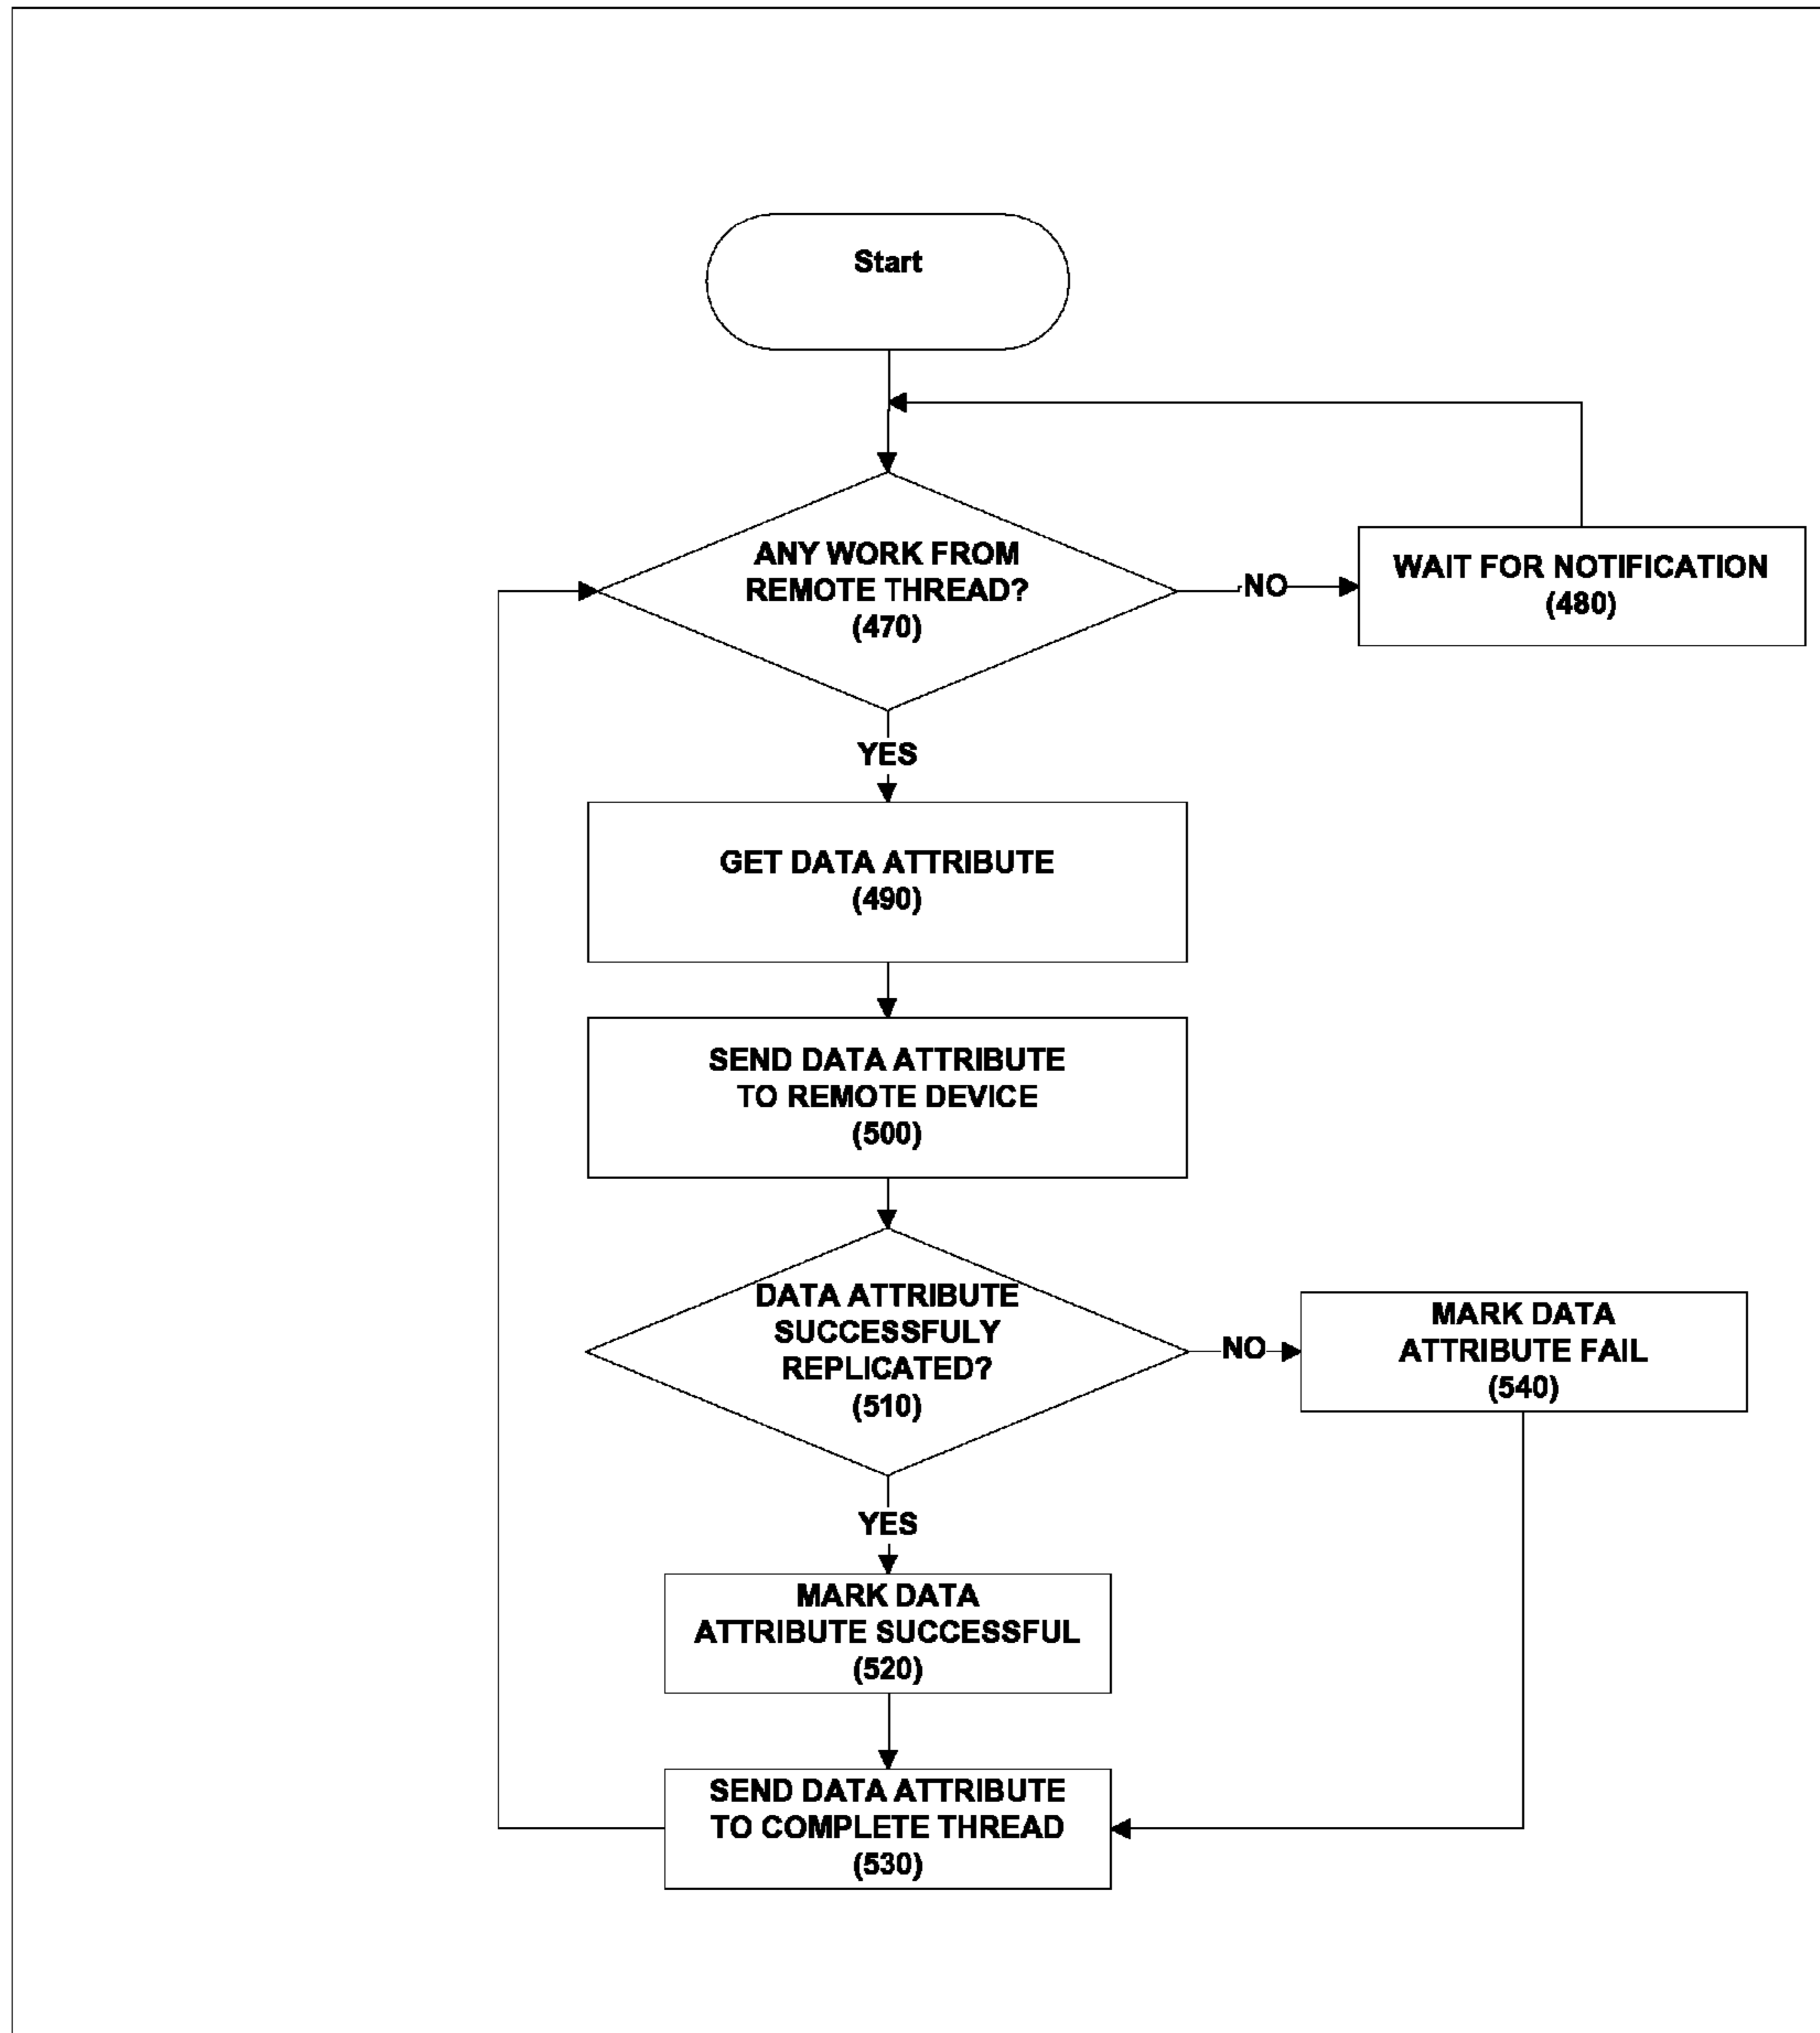 Start
ANY WORK FROM
REMOTE THREAD?
(470)
NO
WAIT FOR NOTIFICATION
(480)
YES
GET DATA ATTRIBUTE
(490)
SEND DATA ATTRIBUTE
TO REMOTE DEVICE
(500)
DATA ATTRIBUTE
SUCCESSFULY
REPLICATED?
(510)
NO
MARK DATA
ATTRIBUTE FAIL
(540)
YES
MARK DATA
ATTRIBUTE SUCCESSFUL
(520)
SEND DATA ATTRIBUTE
TO COMPLETE THREAD
(530)